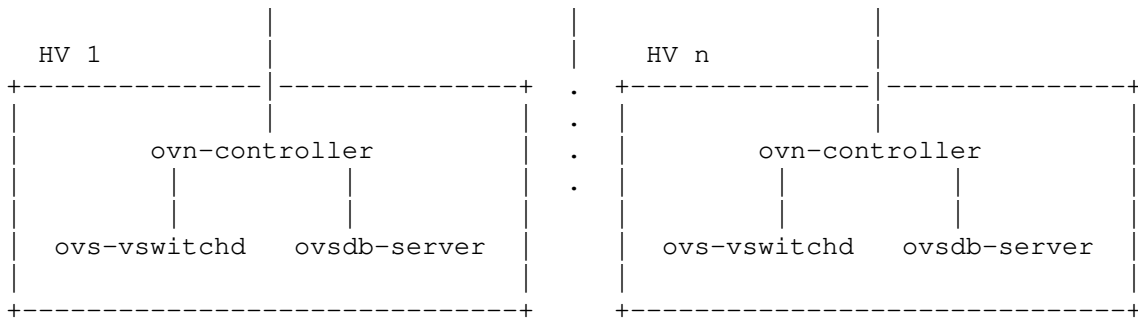 HV 1 HV n
ovn-controller ovn-controller
ovs-vswitchd ovsdb-server ovs-vswitchd ovsdb-server